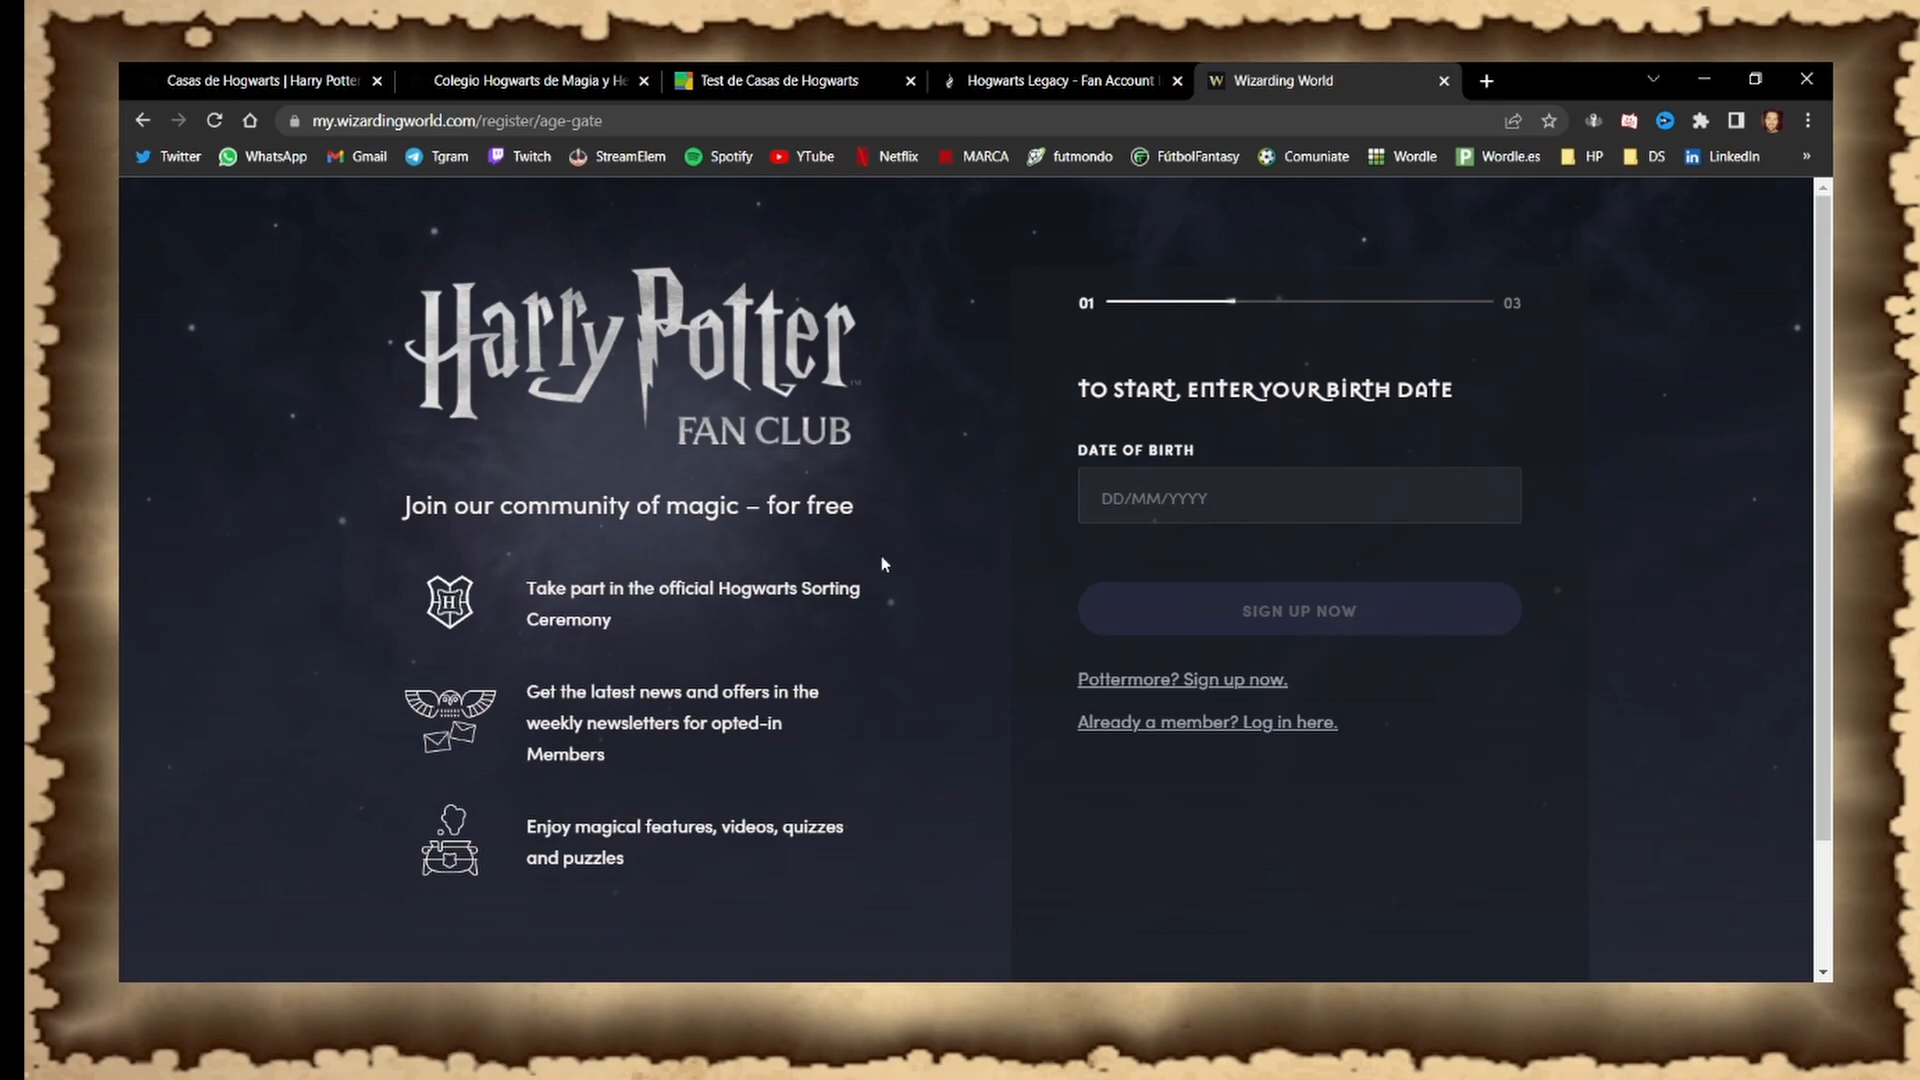 Casas de Hogwarts | Harry Potter
Colegio Hogwarts de Magia y He
Test de Casas de Hogwarts
Hogwarts Legacy - Fan Account
W Wizarding World
my.wizardingworld.com/register/age-gate
Twitter WhatsApp Gmail Tgram Twitch StreamElem Spotify YTube Netflix MARCA futmondo FútbolFantasy Comuniate Wordle Wordle.es HP DS LinkedIn »
Harry Potter
FAN CLUB
Join our community of magic – for free
Take part in the official Hogwarts Sorting
Ceremony
Get the latest news and offers in the
weekly newsletters for opted-in
Members
Enjoy magical features, videos, quizzes
and puzzles
01 03
TO START, ENTER YOUR BIRTH DATE
DATE OF BIRTH
DD/MM/YYYY
SIGN UP NOW
Pottermore? Sign up now.
Already a member? Log in here.